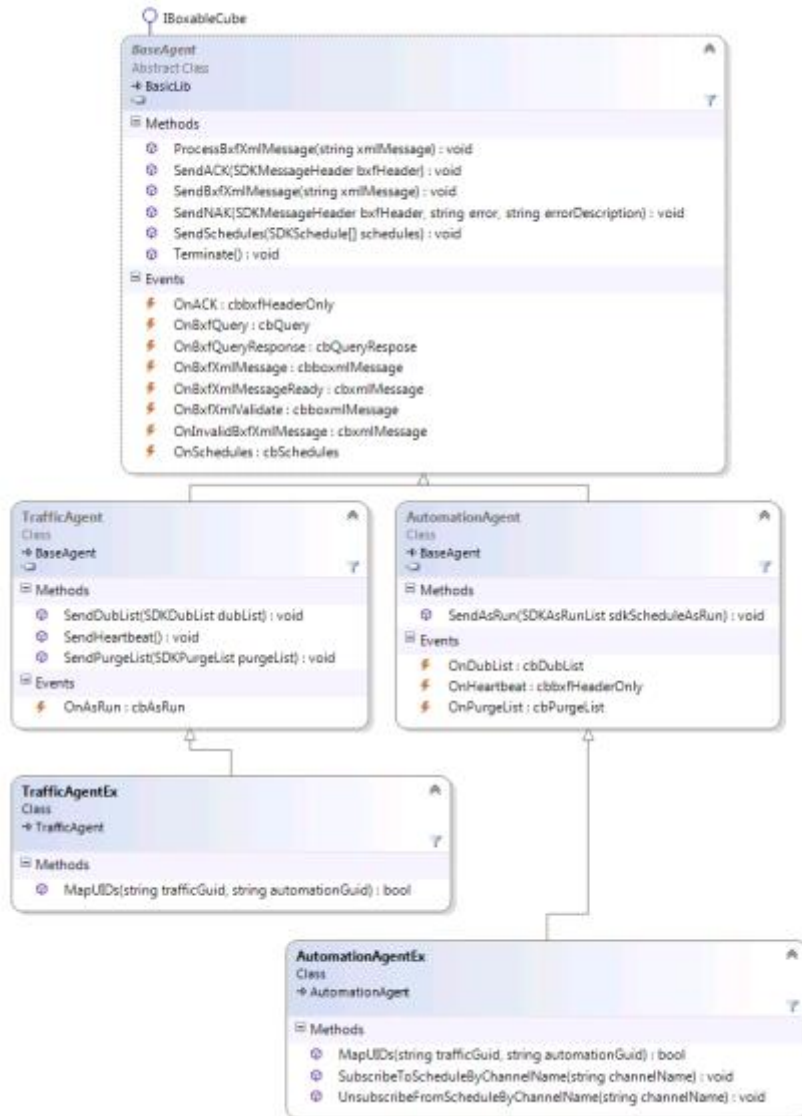 IBoxableCube
BaseAgent
Abstract Class
BasicLib
Methods
ProcessBxfXmlMessage(string xmlMessage) : void
SendACK(SDKMessageHeader bxfHeader) : void
SendBxfXmlMessage(string xmlMessage) : void
SendNAK(SDKMessageHeader bxfHeader, string error, string errorDescription) : void
SendSchedules(SDKSchedule[] schedules) : void
Terminate() : void
Events
OnACK : cbbxfHeaderOnly
OnBxfQuery : cbQuery
OnBxfQueryResponse : cbQueryRespose
OnBxfXmlMessage : cbboxmlMessage
OnBxfXmlMessageReady : cbxmlMessage
OnBxfXmlValidate : cbboxmlMessage
OnInvalidBxfXmlMessage : cbxmlMessage
OnSchedules : cbSchedules
TrafficAgent
Class
BaseAgent
Methods
SendDubList(SDKDubList dubList) : void
SendHeartbeat() : void
SendPurgeList(SDKPurgeList purgeList) : void
Events
OnAsRun : cbAsRun
AutomationAgent
Class
BaseAgent
Methods
SendAsRun(SDKAsRunList sdkScheduleAsRun) : void
Events
OnDubList : cbDubList
OnHeartbeat : cbbxfHeaderOnly
OnPurgeList : cbPurgeList
TrafficAgentEx
Class
TrafficAgent
Methods
MapUIDs(string trafficGuid, string automationGuid) : bool
AutomationAgentEx
Class
AutomationAgent
Methods
MapUIDs(string trafficGuid, string automationGuid) : bool
SubscribeToScheduleByChannelName(string channelName) : void
UnsubscribeFromScheduleByChannelName(string channelName) : void